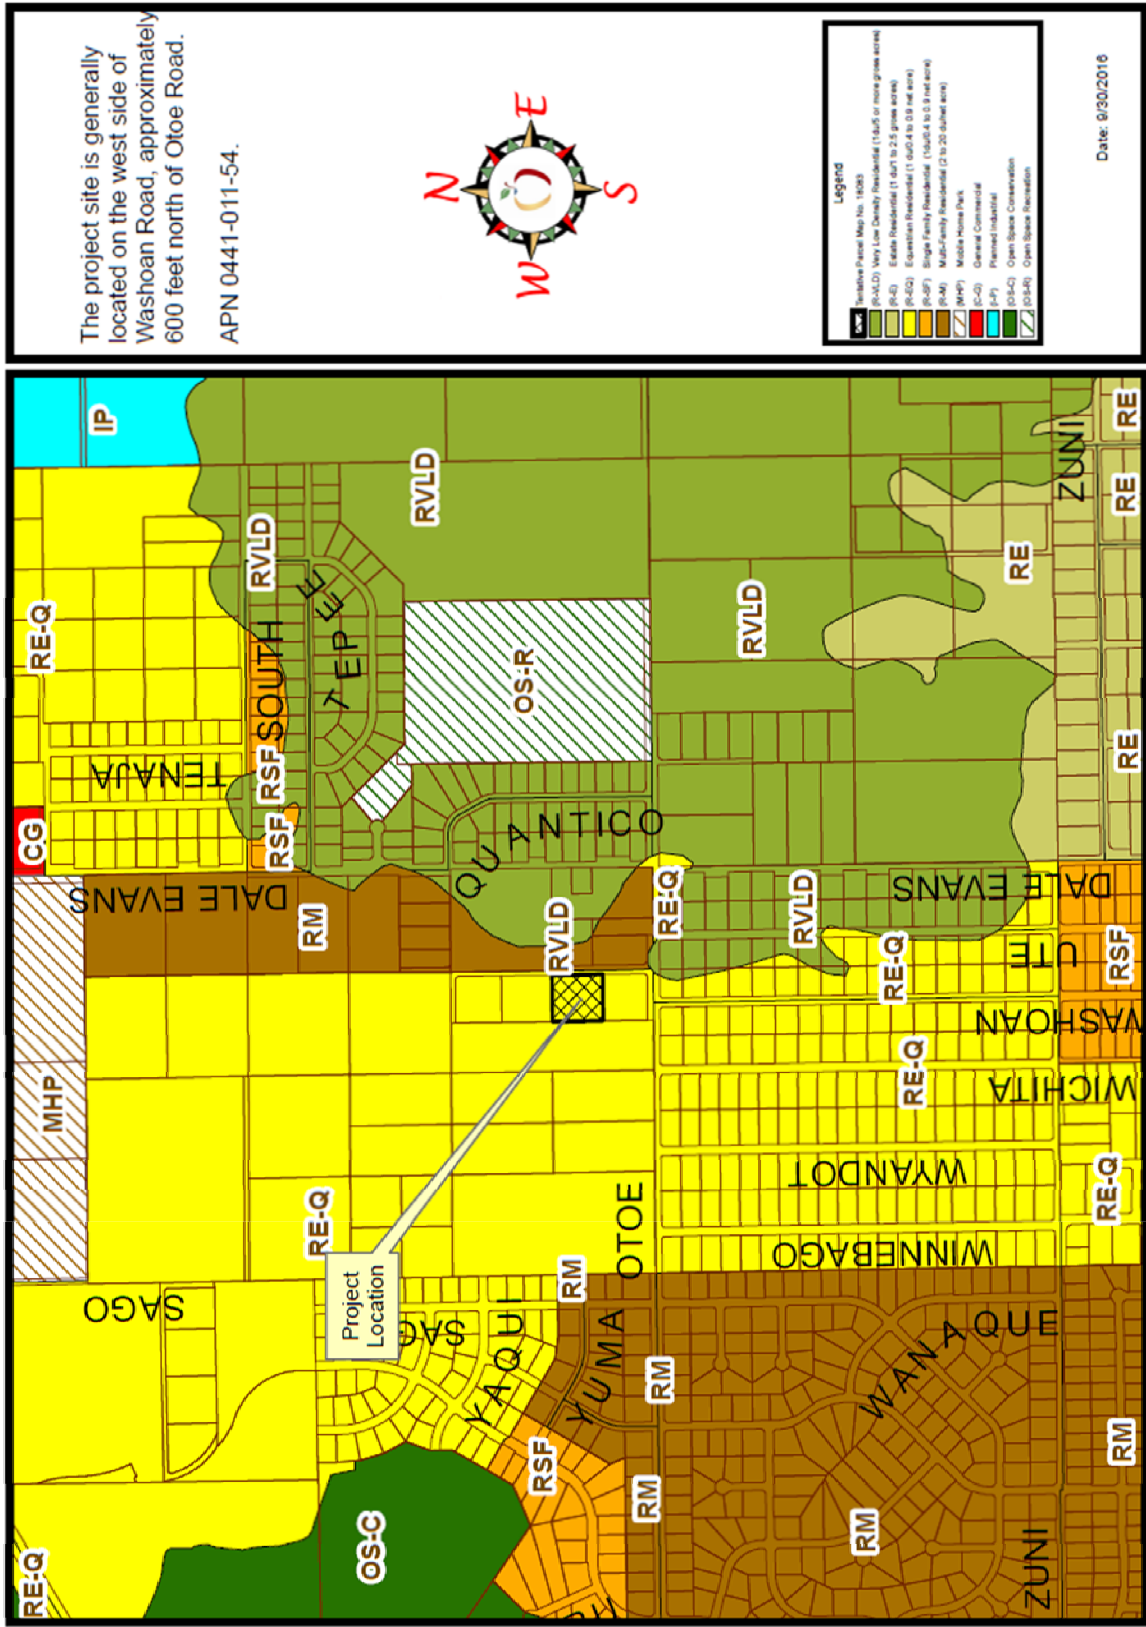 The project site is generally
located on the west side of
Washoan Road, approximately
600 feet north of Otoe Road.
APN 0441-011-54.
N
W
E
S
Legend
Tentative Parcel Map No. 18083
(R-VLD) Very Low Density Residential (1du/5 or more gross acres)
(R-E) Estate Residential (1 du/1 to 2.5 gross acres)
(R-EQ) Equestrian Residential (1 du/0.4 to 0.9 net acre)
(R-SF) Single Family Residential (1du/0.4 to 0.9 net acre)
(R-M) Multi-Family Residential (2 to 20 du/net acre)
(MHP) Mobile Home Park
(C-G) General Commercial
(I-P) Planned Industrial
(OS-C) Open Space Conservation
(OS-R) Open Space Recreation
Date: 9/30/2016
RE-Q
MHP
CG
RE-Q
IP
SAGO
DALE EVANS
TENAJA
RSF
RSF
SOUTH
RVLD
RE-Q
RM
TEPEE
RVLD
Project
Location
OS-C
SAGO
YAQUI
QUANTICO
OS-R
RSF
RM
RVLD
YUMA
OTOE
RM
RM
RE-Q
RVLD
RVLD
RM
WANAQUE
WINNEBAGO
WYANDOT
RE-Q
RE-Q
DALE EVANS
RE
ZUNI
WICHITA
WASHOAN
UTE
ZUNI
RM
RE-Q
RSF
RE
RE
RE